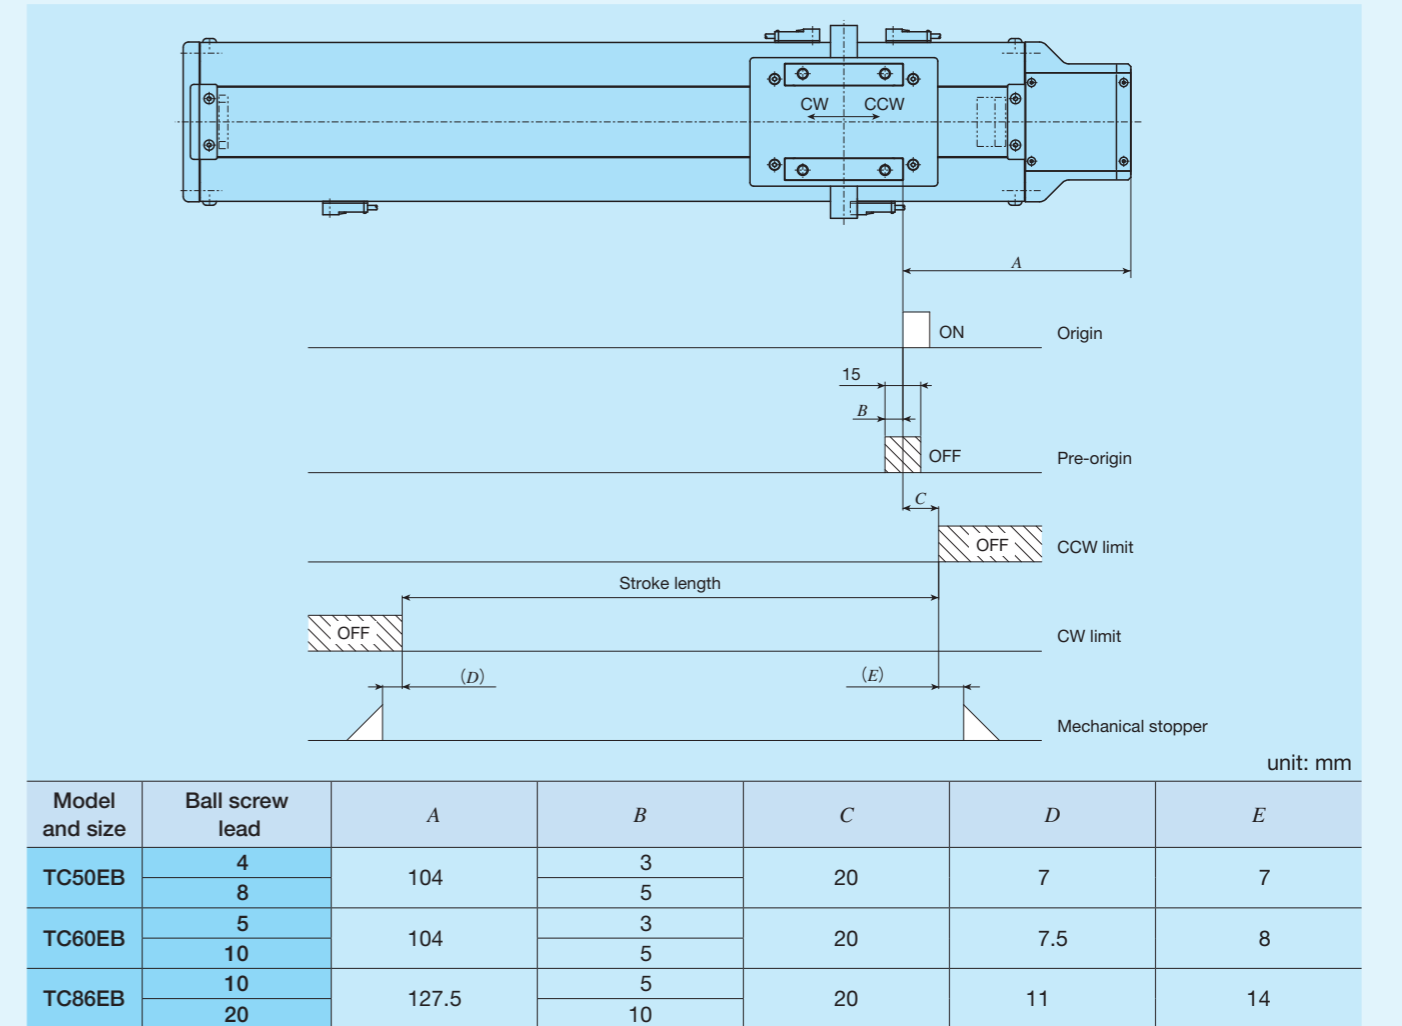 CW CCW
A
ON Origin
15
B
OFF Pre-origin
C
OFF CCW limit
Stroke length
OFF CW limit
(D) (E)
Mechanical stopper
unit: mm
Model and size Ball screw lead A B C D E
TC50EB 4 104 3 20 7 7
8 5
TC60EB 5 104 3 20 7.5 8
10 5
TC86EB 10 127.5 5 20 11 14
20 10